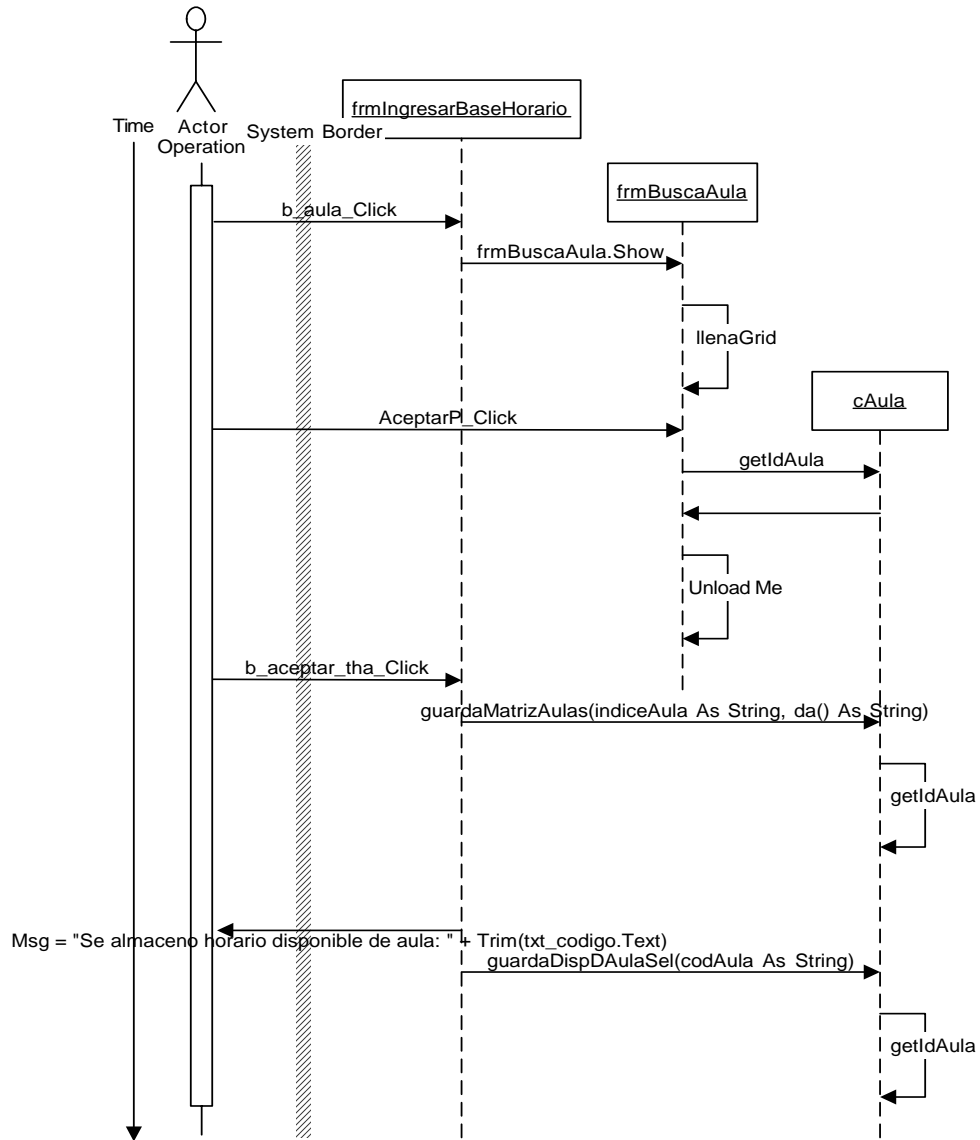 frmIngresarBaseHorario
Time
Actor
Operation
System Border
frmBuscaAula
b_aula_Click
frmBuscaAula.Show
llenaGrid
cAula
AceptarP_Click
getIdAula
Unload Me
b_aceptar_tha_Click
guardaMatrizAulas(indiceAula As String, da() As String)
getIdAula
Msg = "Se almaceno horario disponible de aula: " + Trim(txt_codigo.Text)
guardaDispDAulaSel(codAula As String)
getIdAula